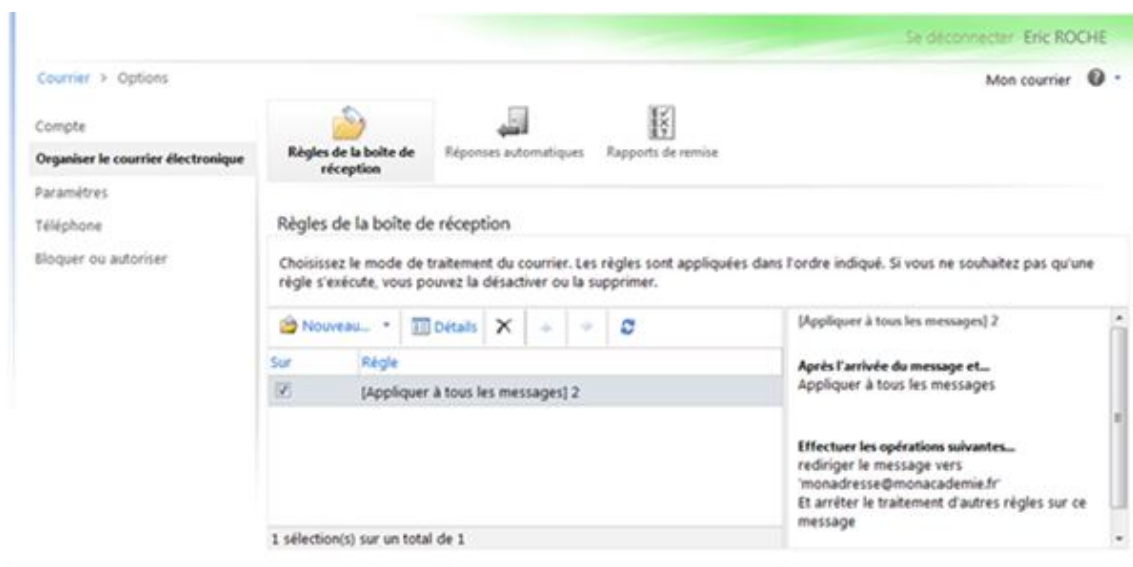 Se déconnecter Eric ROCHE
Courrier > Options
Mon courrier
Compte
Organiser le courrier électronique
Paramètres
Téléphone
Bloquer ou autoriser
Règles de la boîte de
réception
Réponses automatiques
Rapports de remise
Règles de la boîte de réception
Choisissez le mode de traitement du courrier. Les règles sont appliquées dans l'ordre indiqué. Si vous ne souhaitez pas qu'une
règle s'exécute, vous pouvez la désactiver ou la supprimer.
Nouveau...
Détails
Sur
Règle
[Appliquer à tous les messages] 2
1 sélection(s) sur un total de 1
[Appliquer à tous les messages] 2
Après l'arrivée du message et...
Appliquer à tous les messages
Effectuer les opérations suivantes...
rediriger le message vers
'monadresse@monacademie.fr'
Et arrêter le traitement d'autres règles sur ce
message